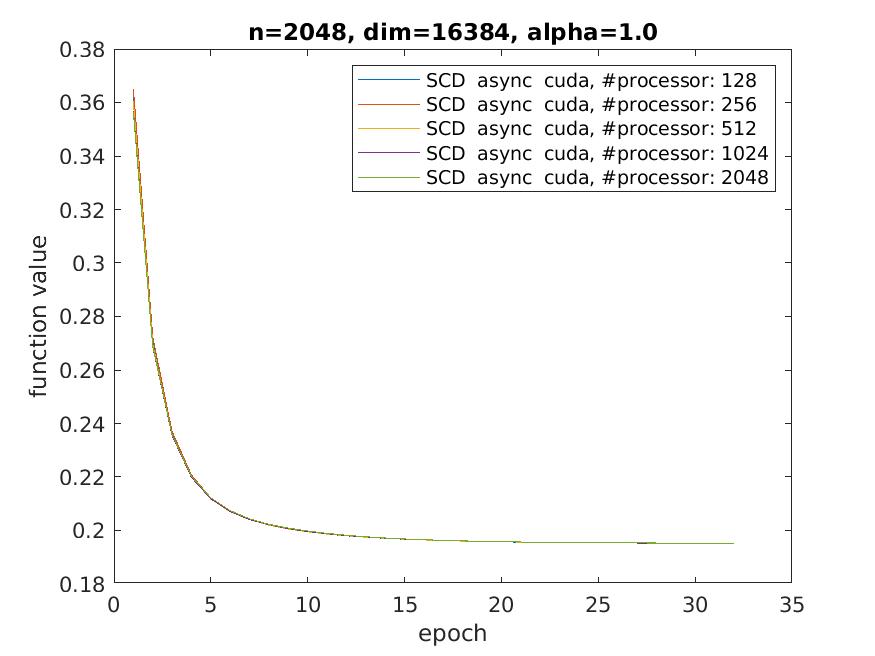 n=2048, dim=16384, alpha=1.0
0.38
0.36
0.34
0.32
0.3
0.28
0.26
0.24
0.22
0.2
0.18
function value
SCD async cuda, #processor: 128
SCD async cuda, #processor: 256
SCD async cuda, #processor: 512
SCD async cuda, #processor: 1024
SCD async cuda, #processor: 2048
0 5 10 15 20 25 30 35
epoch